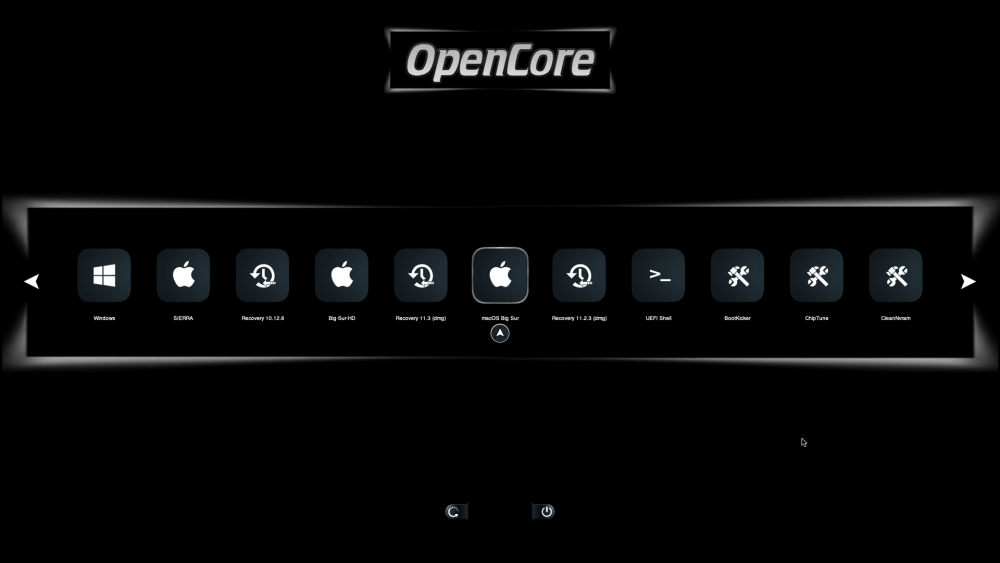 OpenCore
Windows
SIERRA
Recovery 10.12.6
Big-Sur-HD
Recovery 11.3 (dmg)
macOS Big Sur
Recovery 11.2.3 (dmg)
UEFI Shell
BootKicker
ChipTune
CleanNvram
>_